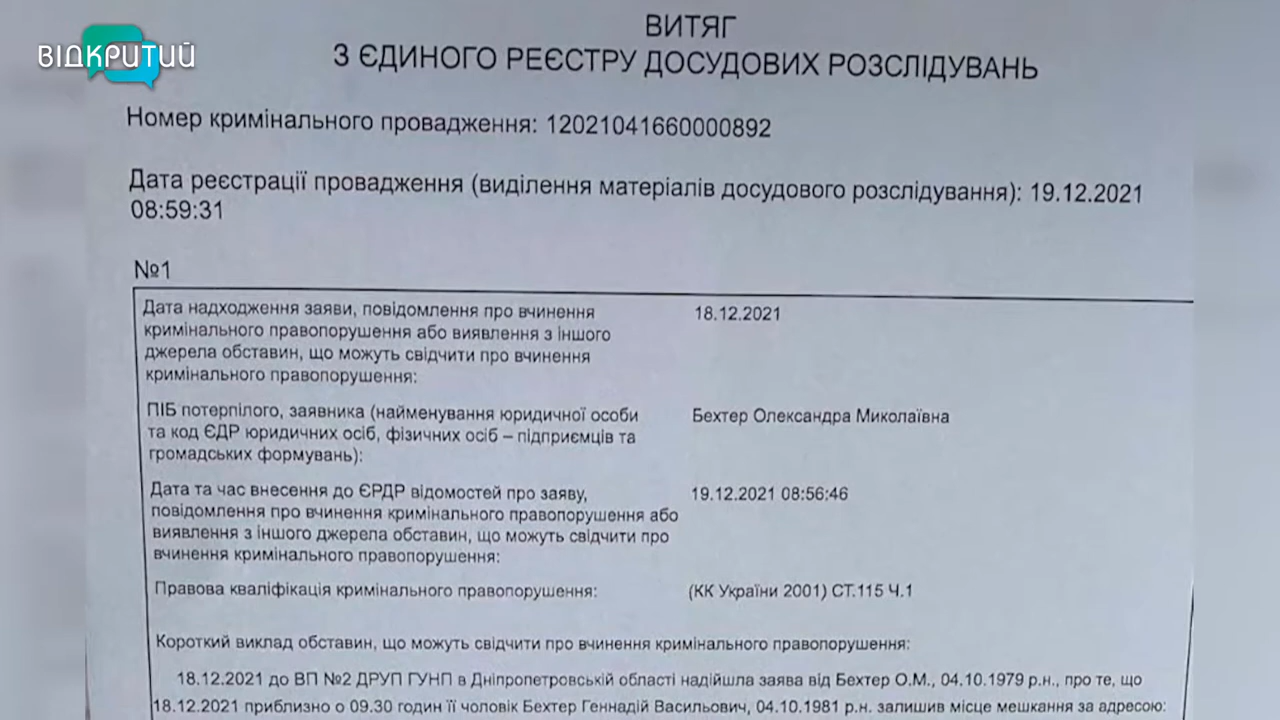 ВІДКРИТИЙ
ВИТЯГ
З ЄДИНОГО РЕЄСТРУ ДОСУДОВИХ РОЗСЛІДУВАНЬ
Номер кримінального провадження: 12021041660000892
Дата реєстрації провадження (виділення матеріалів досудового розслідування): 19.12.2021
08:59:31
№1
Дата надходження заяви, повідомлення про вчинення
кримінального правопорушення або виявлення з іншого
джерела обставин, що можуть свідчити про вчинення
кримінального правопорушення:
18.12.2021
ПІБ потерпілого, заявника (найменування юридичної особи
та код ЄДР юридичних осіб, фізичних осіб – підприємців та
громадських формувань):
Бехтер Олександра Миколаївна
Дата та час внесення до ЄРДР відомостей про заяву,
повідомлення про вчинення кримінального правопорушення або
виявлення з іншого джерела обставин, що можуть свідчити про
вчинення кримінального правопорушення:
19.12.2021 08:56:46
Правова кваліфікація кримінального правопорушення:
(КК України 2001) СТ.115 Ч.1
Короткий виклад обставин, що можуть свідчити про вчинення кримінального правопорушення:
18.12.2021 до ВП №2 ДРУП ГУНП в Дніпропетровській області надійшла заява від Бехтер О.М., 04.10.1979 р.н., про те, що
18.12.2021 приблизно о 09.30 годин її чоловік Бехтер Геннадій Васильович, 04.10.1981 р.н. залишив місце мешкання за адресою: